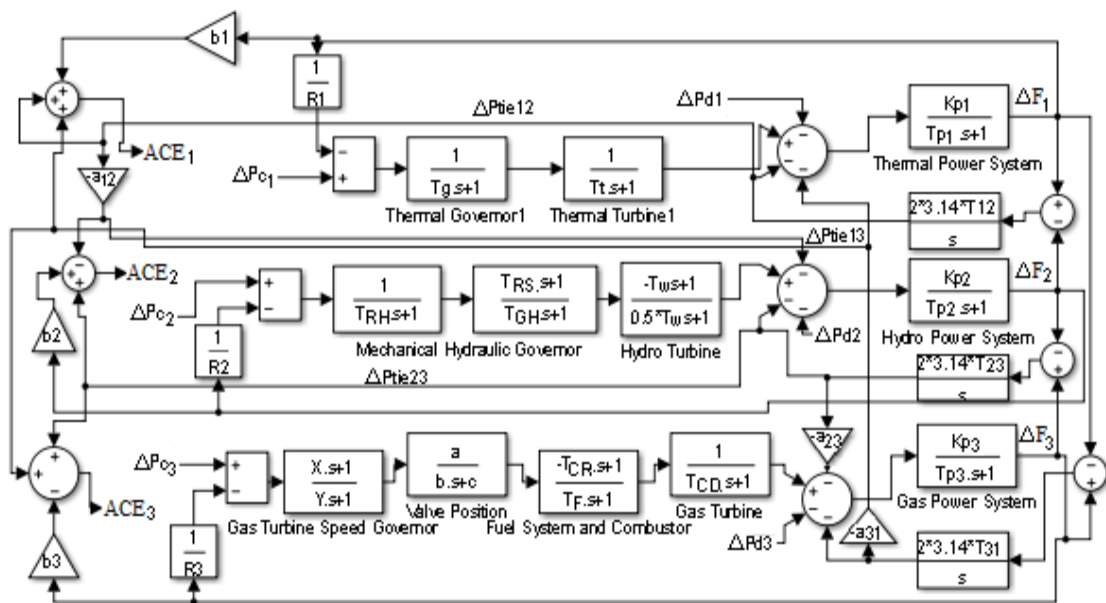 b1
1
R1
ΔPtie12
ΔPd1
Kp1
Tp1 .s+1
ΔF1
Thermal Power System
ACE1
-a12
ΔPc1
1
Tg.s+1
Thermal Governor1
1
Tt.s+1
Thermal Turbine1
2*3.14*T12
s
ΔPtie13
ACE2
ΔPc2
1
TRH.s+1
TRS.s+1
TGH.s+1
Mechanical Hydraulic Governor
-Tw.s+1
0.5*Tw.s+1
Hydro Turbine
ΔPd2
Kp2
Tp2 .s+1
ΔF2
Hydro Power System
b2
1
R2
ΔPtie23
2*3.14*T23
s
-a23
ΔPc3
X.s+1
Y.s+1
Gas Turbine Speed Governor
a
b.s+c
Valve Position
-TCR.s+1
TF.s+1
Fuel System and Combustor
1
TCD.s+1
Gas Turbine
Kp3
Tp3.s+1
ΔF3
Gas Power System
ACE3
ΔPd3
-a31
b3
1
R3
2*3.14*T31
s